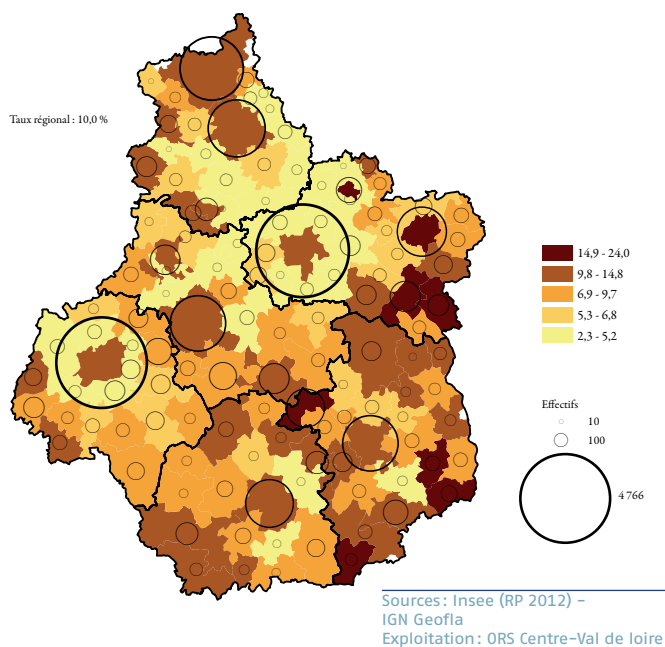 Taux régional : 10,0 %
14,9 - 24,0
9,8 - 14,8
6,9 - 9,7
5,3 - 6,8
2,3 - 5,2
Effectifs
10
100
4 766
Sources: Insee (RP 2012) –
IGN Geofla
Exploitation: ORS Centre-Val de loire